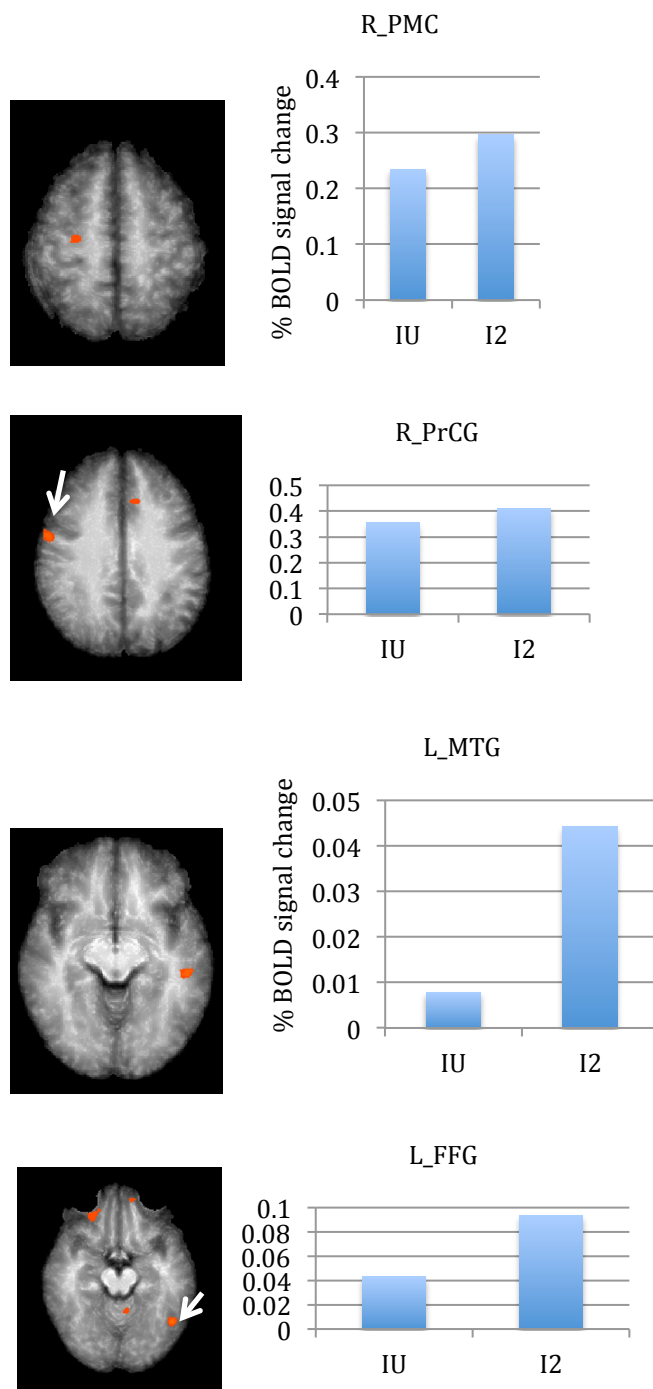 R_PMC
% BOLD signal change
0.4
0.3
0.2
0.1
0
IU I2
R_PrCG
0.5
0.4
0.3
0.2
0.1
0
IU I2
L_MTG
% BOLD signal change
0.05
0.04
0.03
0.02
0.01
0
IU I2
L_FFG
0.1
0.08
0.06
0.04
0.02
0
IU I2